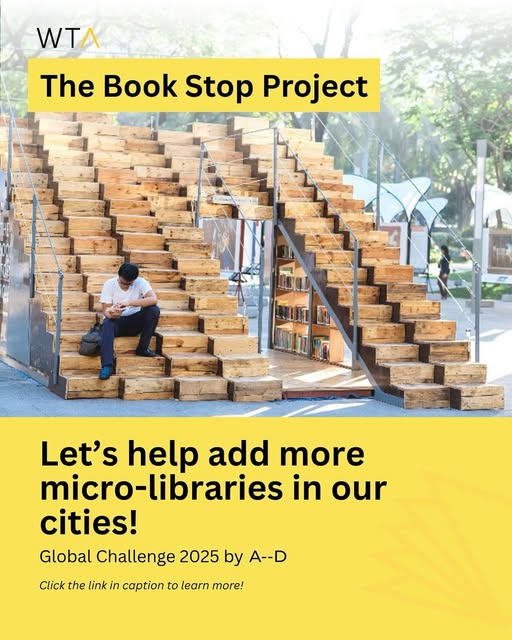 WTA
The Book Stop Project
Let’s help add more
micro-libraries in our
cities!
Global Challenge 2025 by A--D
Click the link in caption to learn more!